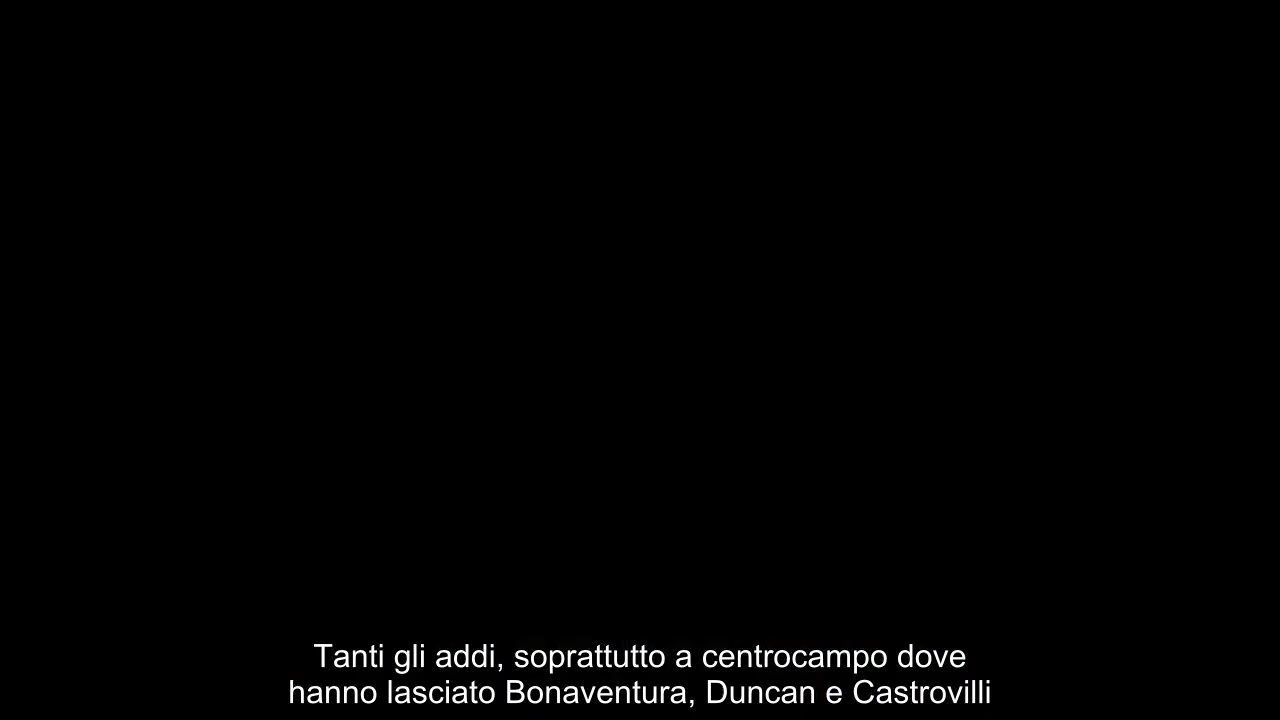 Tanti gli addi, soprattutto a centrocampo dove
hanno lasciato Bonaventura, Duncan e Castrovilli